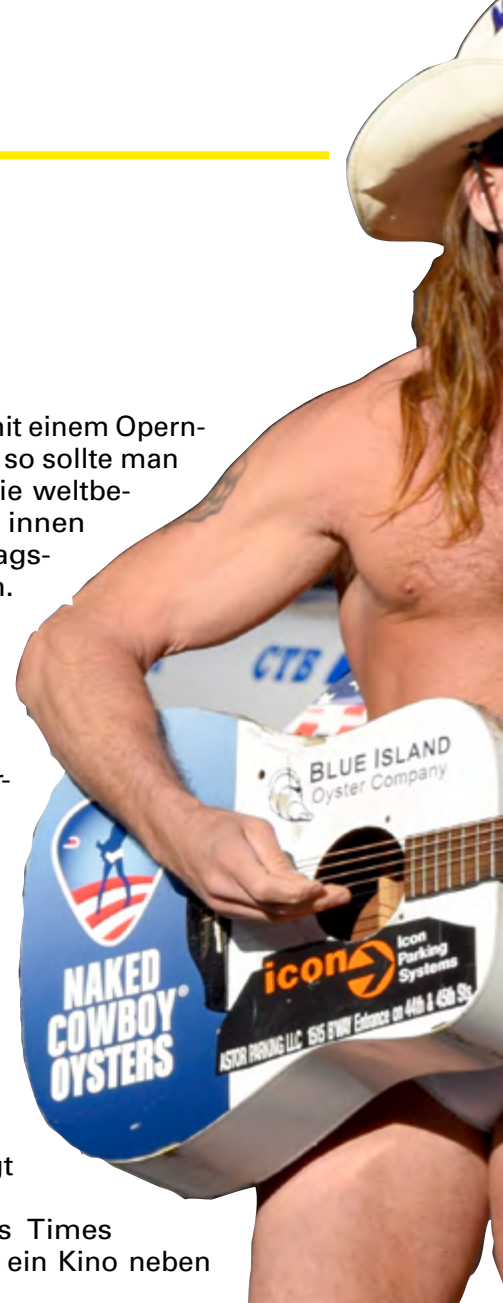 mit einem Opern-
so sollte man
ie weltbe-
innen
ags-
n.
CTB
BLUE ISLAND
Oyster Company
r-
icon
Icon
Parking
Systems
ASTOR PARKING LLC 1515 B'WAY Entrance on 44th & 45th Sts
NAKED
COWBOY®
OYSTERS
gt
s Times
ein Kino neben